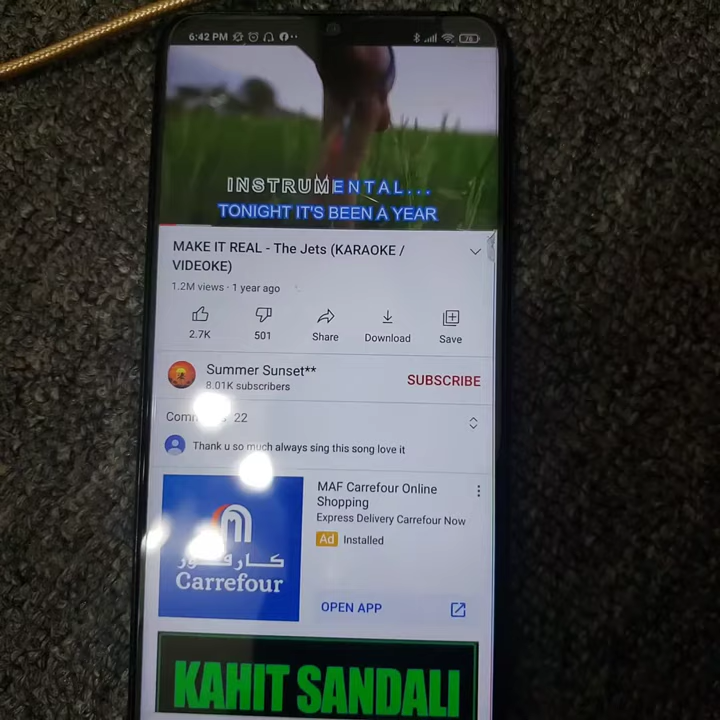 6:42 PM
76
INSTRUMENTAL...
TONIGHT IT'S BEEN A YEAR
MAKE IT REAL - The Jets (KARAOKE /
VIDEOKE)
1.2M views · 1 year ago
2.7K
501
Share
Download
Save
Summer Sunset**
8.01K subscribers
SUBSCRIBE
22
Thank u so much always sing this song love it
MAF Carrefour Online
Shopping
Express Delivery Carrefour Now
Ad Installed
كارفور
Carrefour
OPEN APP
KAHIT SANDALI